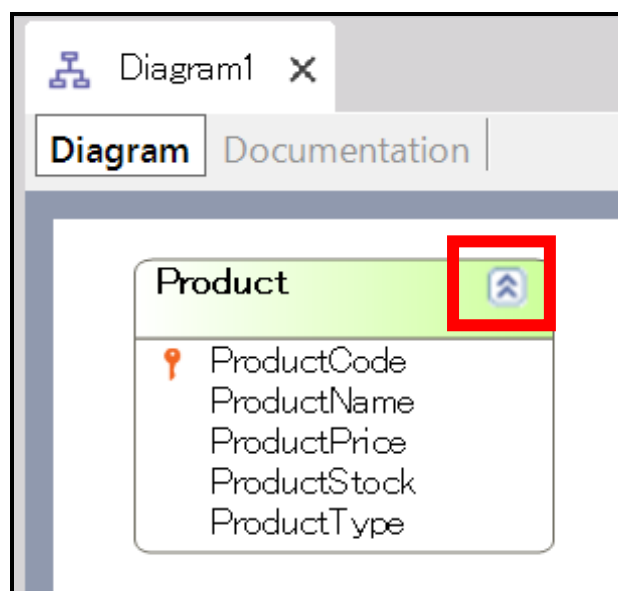 Diagram1
Diagram Documentation
Product
ProductCode
ProductName
ProductPrice
ProductStock
ProductType